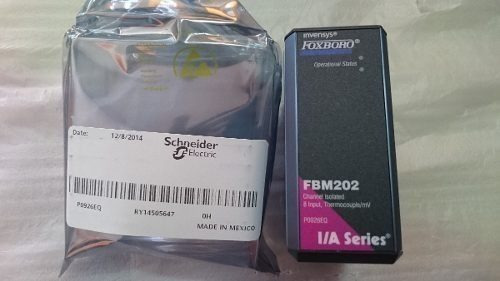 Date: 12/8/2014
Schneider
Electric
P0926EQ RY14505647 0H
MADE IN MEXICO
invensys®
FOXBORO®
Operational Status
FBM202
Channel Isolated
8 Input, Thermocouple/mV
P0926EQ
I/A Series®